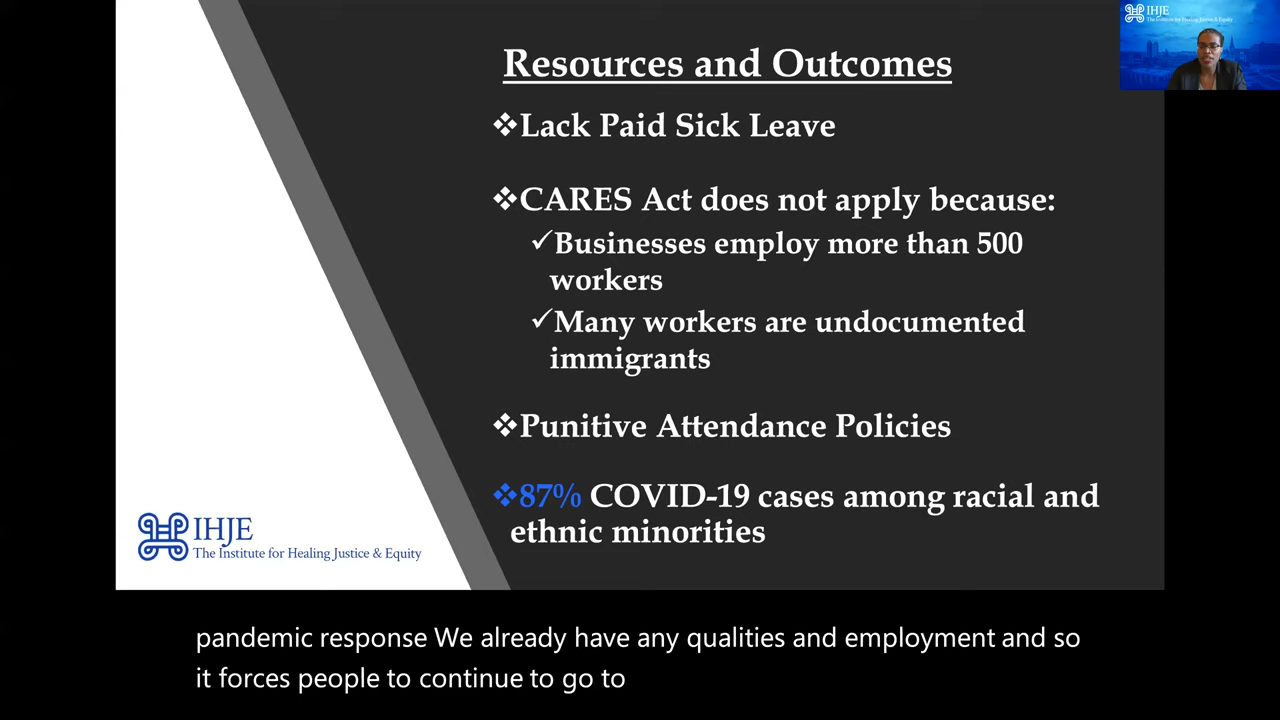 IHJE
The Institute for Healing Justice & Equity
Resources and Outcomes
❖Lack Paid Sick Leave
❖CARES Act does not apply because:
✓Businesses employ more than 500
workers
✓Many workers are undocumented
immigrants
❖Punitive Attendance Policies
❖87% COVID-19 cases among racial and
ethnic minorities
IHJE
The Institute for Healing Justice & Equity
pandemic response We already have any qualities and employment and so
it forces people to continue to go to